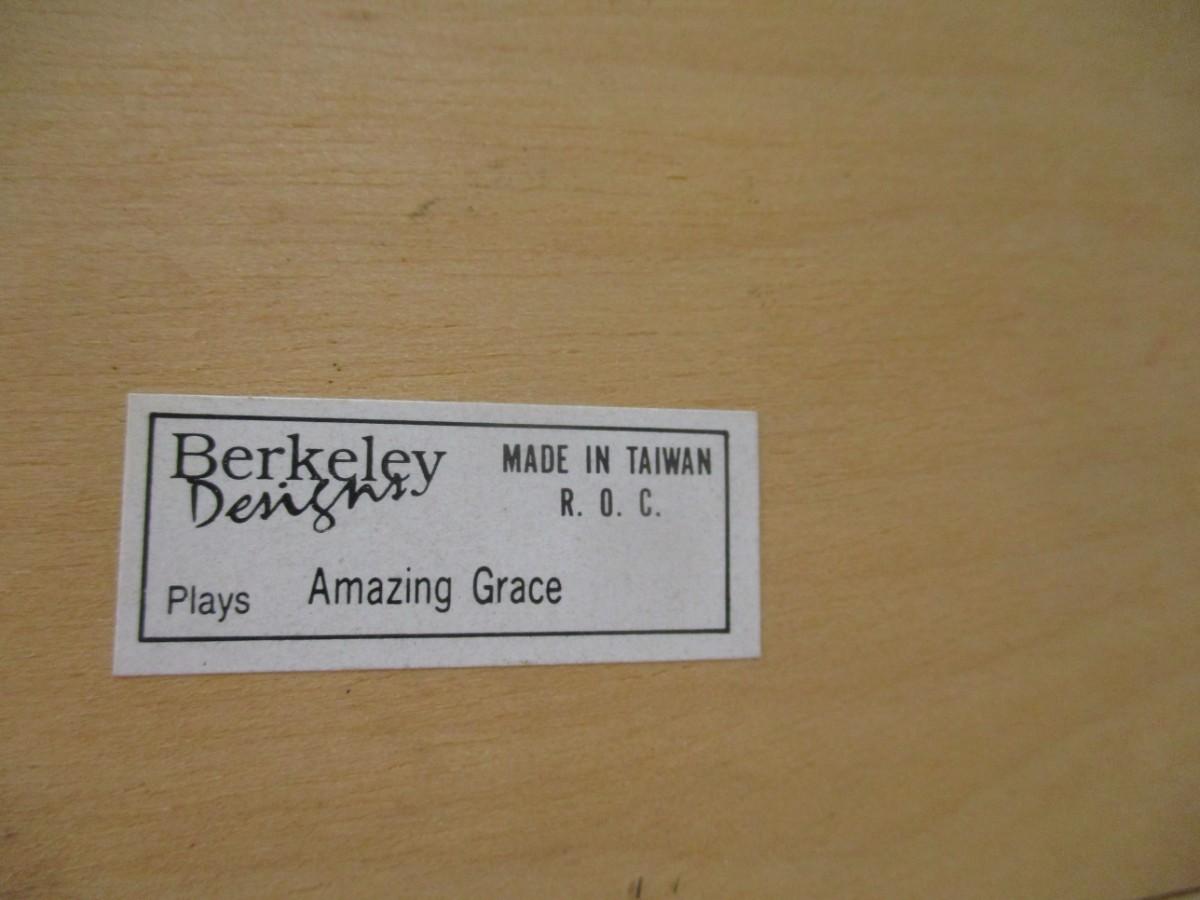 Berkeley
Designs
MADE IN TAIWAN
R. O. C.
Plays Amazing Grace